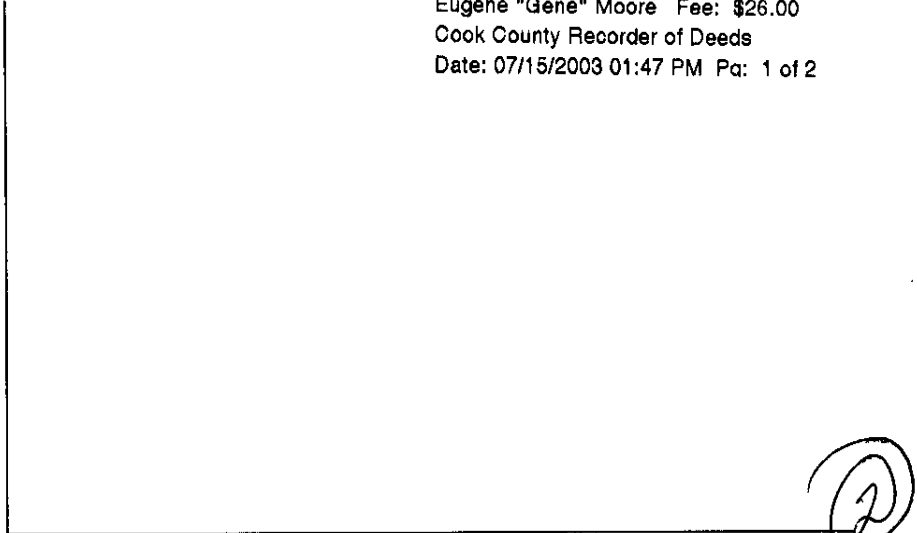 Eugene "Gene" Moore Fee: $26.00
Cook County Recorder of Deeds
Date: 07/15/2003 01:47 PM Pg: 1 of 2
2